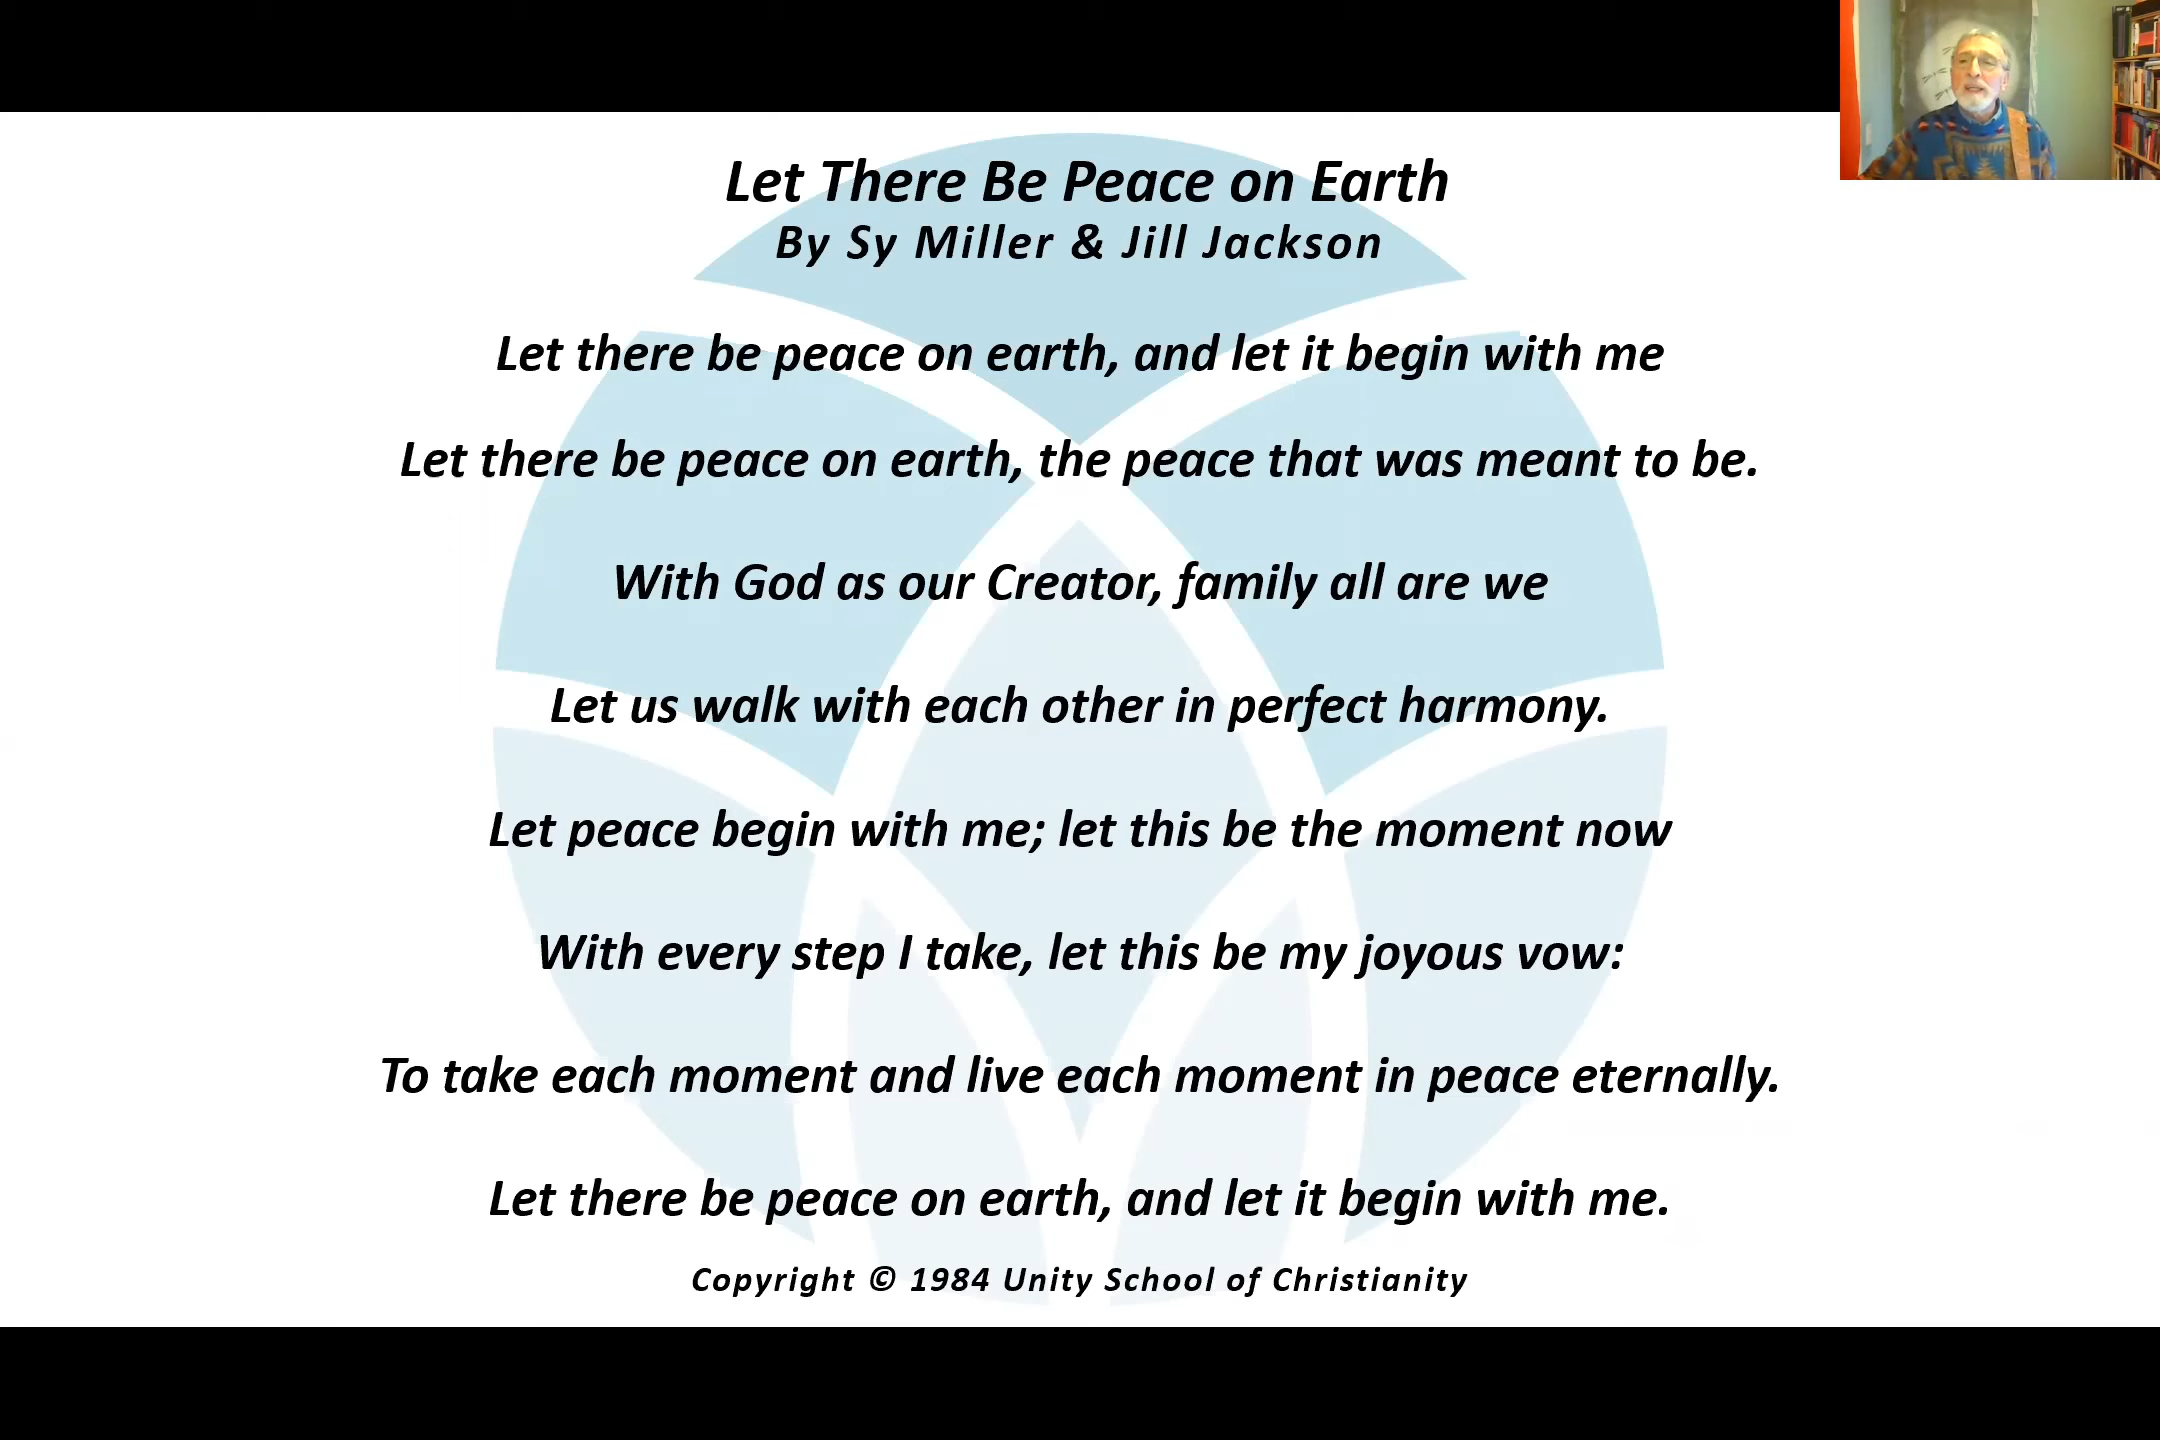 Let There Be Peace on Earth
By Sy Miller & Jill Jackson
Let there be peace on earth, and let it begin with me
Let there be peace on earth, the peace that was meant to be.
With God as our Creator, family all are we
Let us walk with each other in perfect harmony.
Let peace begin with me; let this be the moment now
With every step I take, let this be my joyous vow:
To take each moment and live each moment in peace eternally.
Let there be peace on earth, and let it begin with me.
Copyright © 1984 Unity School of Christianity